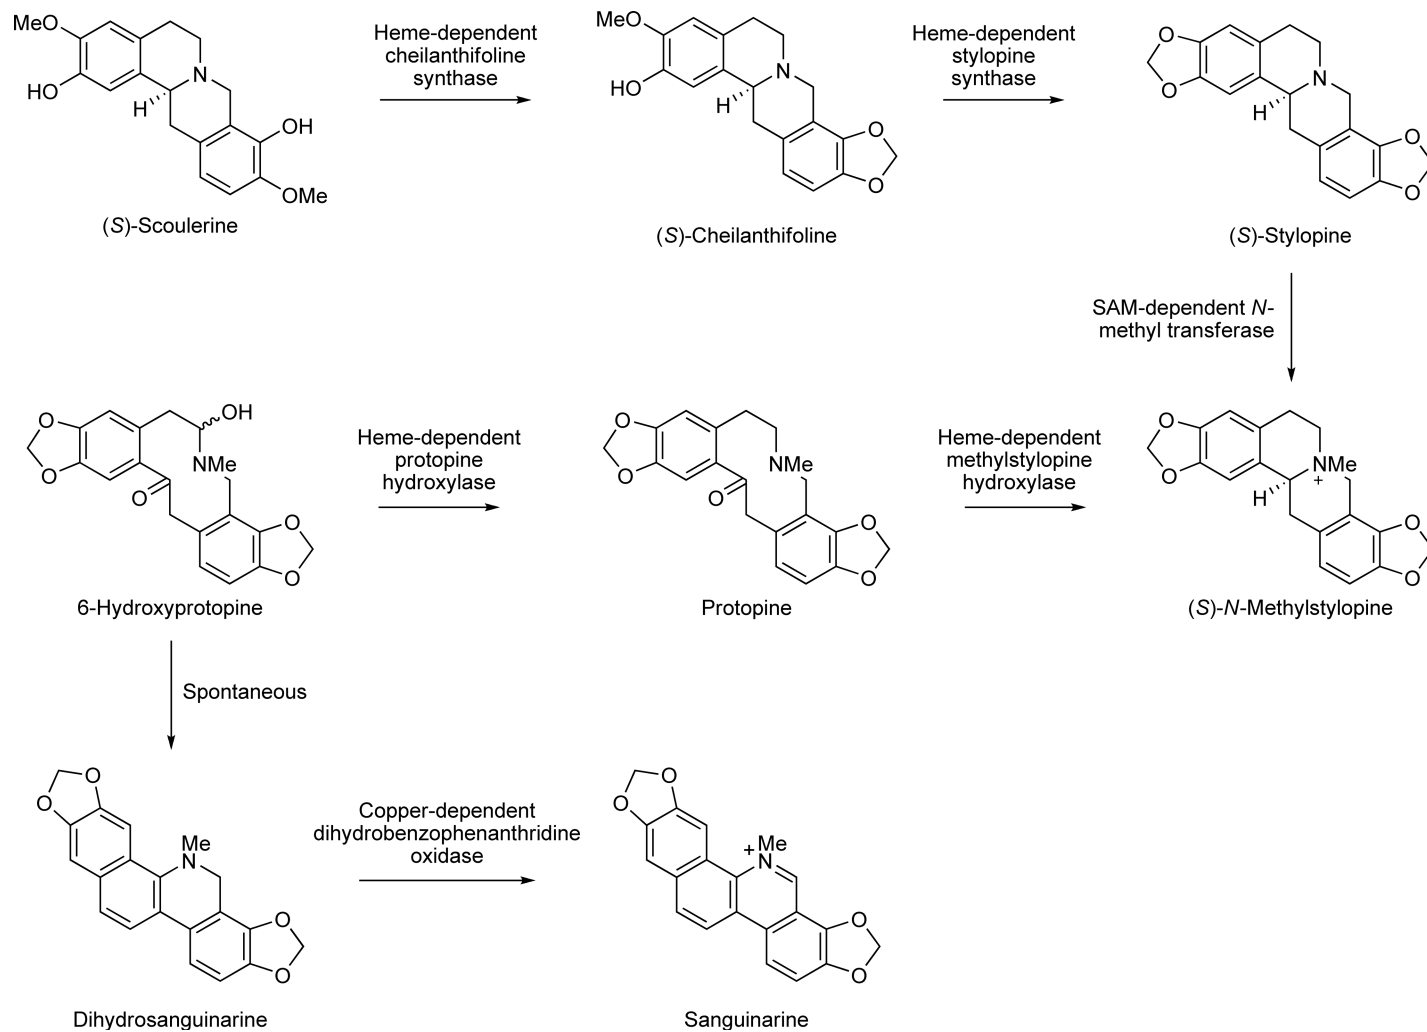 MeO
HO
H
N
OH
OMe
(S)-Scoulerine
Heme-dependent
cheilanthifoline
synthase
MeO
HO
H
N
O
O
(S)-Cheilanthifoline
Heme-dependent
stylopine
synthase
O
O
H
N
O
O
(S)-Stylopine
SAM-dependent N-
methyl transferase
O
O
OH
NMe
O
O
O
6-Hydroxyprotopine
Heme-dependent
protopine
hydroxylase
O
O
NMe
O
O
O
Protopine
Heme-dependent
methylstylopine
hydroxylase
O
O
NMe
+
H
O
O
(S)-N-Methylstylopine
Spontaneous
O
O
Me
N
O
O
Dihydrosanguinarine
Copper-dependent
dihydrobenzophenanthridine
oxidase
O
O
Me
+
N
O
O
Sanguinarine